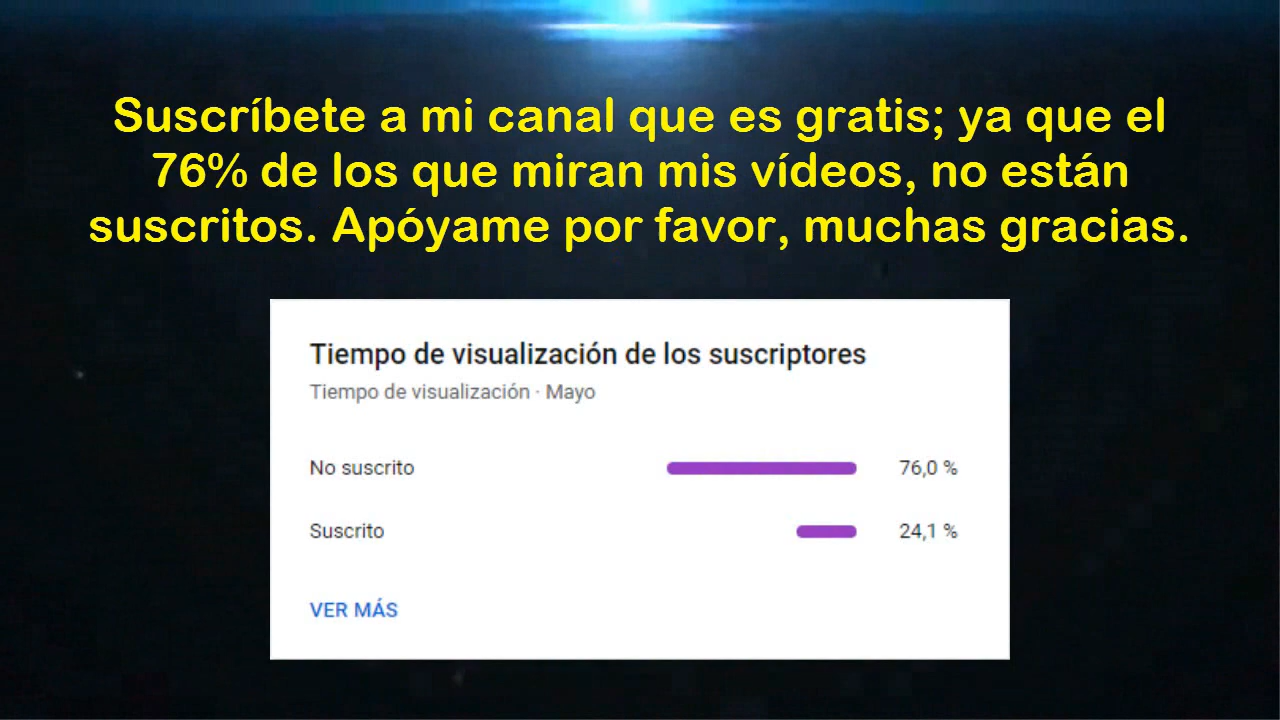 Suscríbete a mi canal que es gratis; ya que el
76% de los que miran mis vídeos, no están
suscritos. Apóyame por favor, muchas gracias.
Tiempo de visualización de los suscriptores
Tiempo de visualización · Mayo
No suscrito 76,0 %
Suscrito 24,1 %
VER MÁS